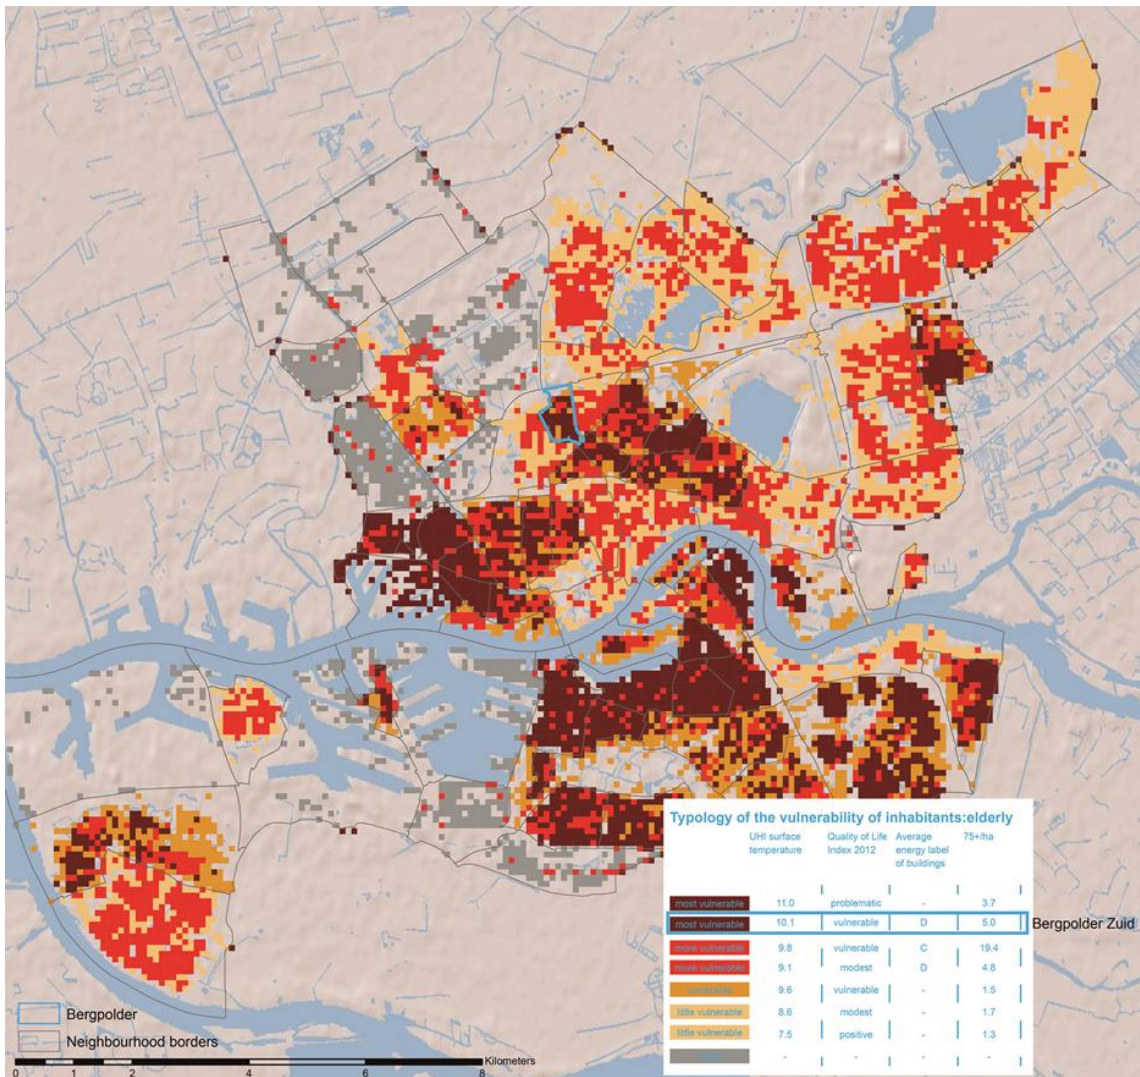 Typology of the vulnerability of inhabitants:elderly
UHI surface temperature Quality of Life Index 2012 Average energy label of buildings 75+/ha
most vulnerable 11.0 problematic - 3.7
most vulnerable 10.1 vulnerable D 5.0 Bergpolder Zuid
more vulnerable 9.8 vulnerable C 19.4
more vulnerable 9.1 modest D 4.8
vulnerable 9.6 vulnerable - 1.5
little vulnerable 8.6 modest - 1.7
little vulnerable 7.5 positive - 1.3
- - - -
Bergpolder
Neighbourhood borders
Kilometers
0 1 2 4 6 8